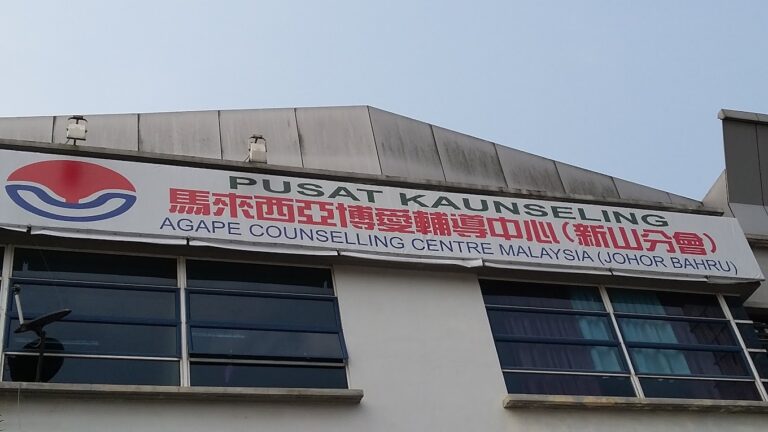 PUSAT KAUNSELING
馬來西亞博愛輔導中心(新山分會)
AGAPE COUNSELLING CENTRE MALAYSIA (JOHOR BAHRU)